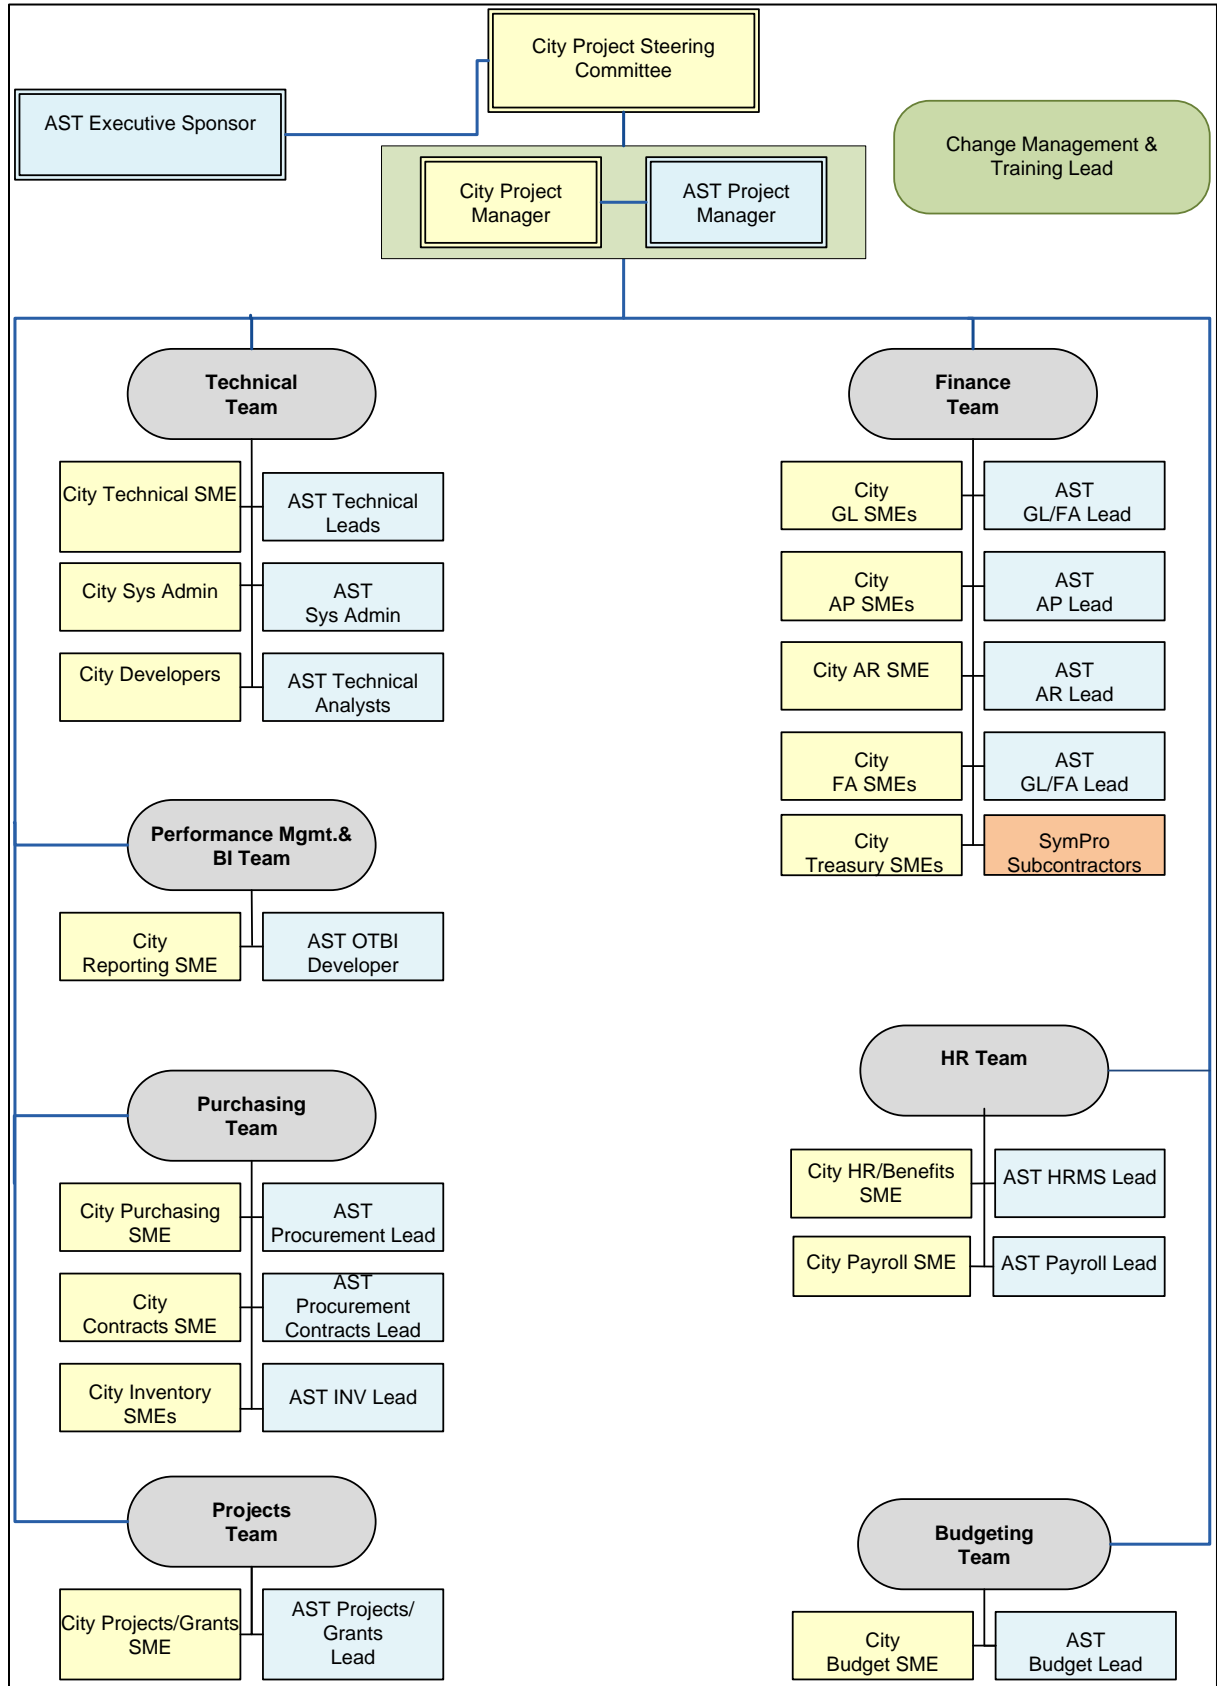 City Project Steering
Committee
AST Executive Sponsor
Change Management &
Training Lead
City Project
Manager
AST Project
Manager
Technical
Team
City Technical SME
AST Technical
Leads
City Sys Admin
AST
Sys Admin
City Developers
AST Technical
Analysts
Finance
Team
City
GL SMEs
AST
GL/FA Lead
City
AP SMEs
AST
AP Lead
City AR SME
AST
AR Lead
City
FA SMEs
AST
GL/FA Lead
City
Treasury SMEs
SymPro
Subcontractors
Performance Mgmt.&
BI Team
City
Reporting SME
AST OTBI
Developer
Purchasing
Team
City Purchasing
SME
AST
Procurement Lead
City
Contracts SME
AST
Procurement
Contracts Lead
City Inventory
SMEs
AST INV Lead
HR Team
City HR/Benefits
SME
AST HRMS Lead
City Payroll SME
AST Payroll Lead
Projects
Team
City Projects/Grants
SME
AST Projects/
Grants
Lead
Budgeting
Team
City
Budget SME
AST
Budget Lead